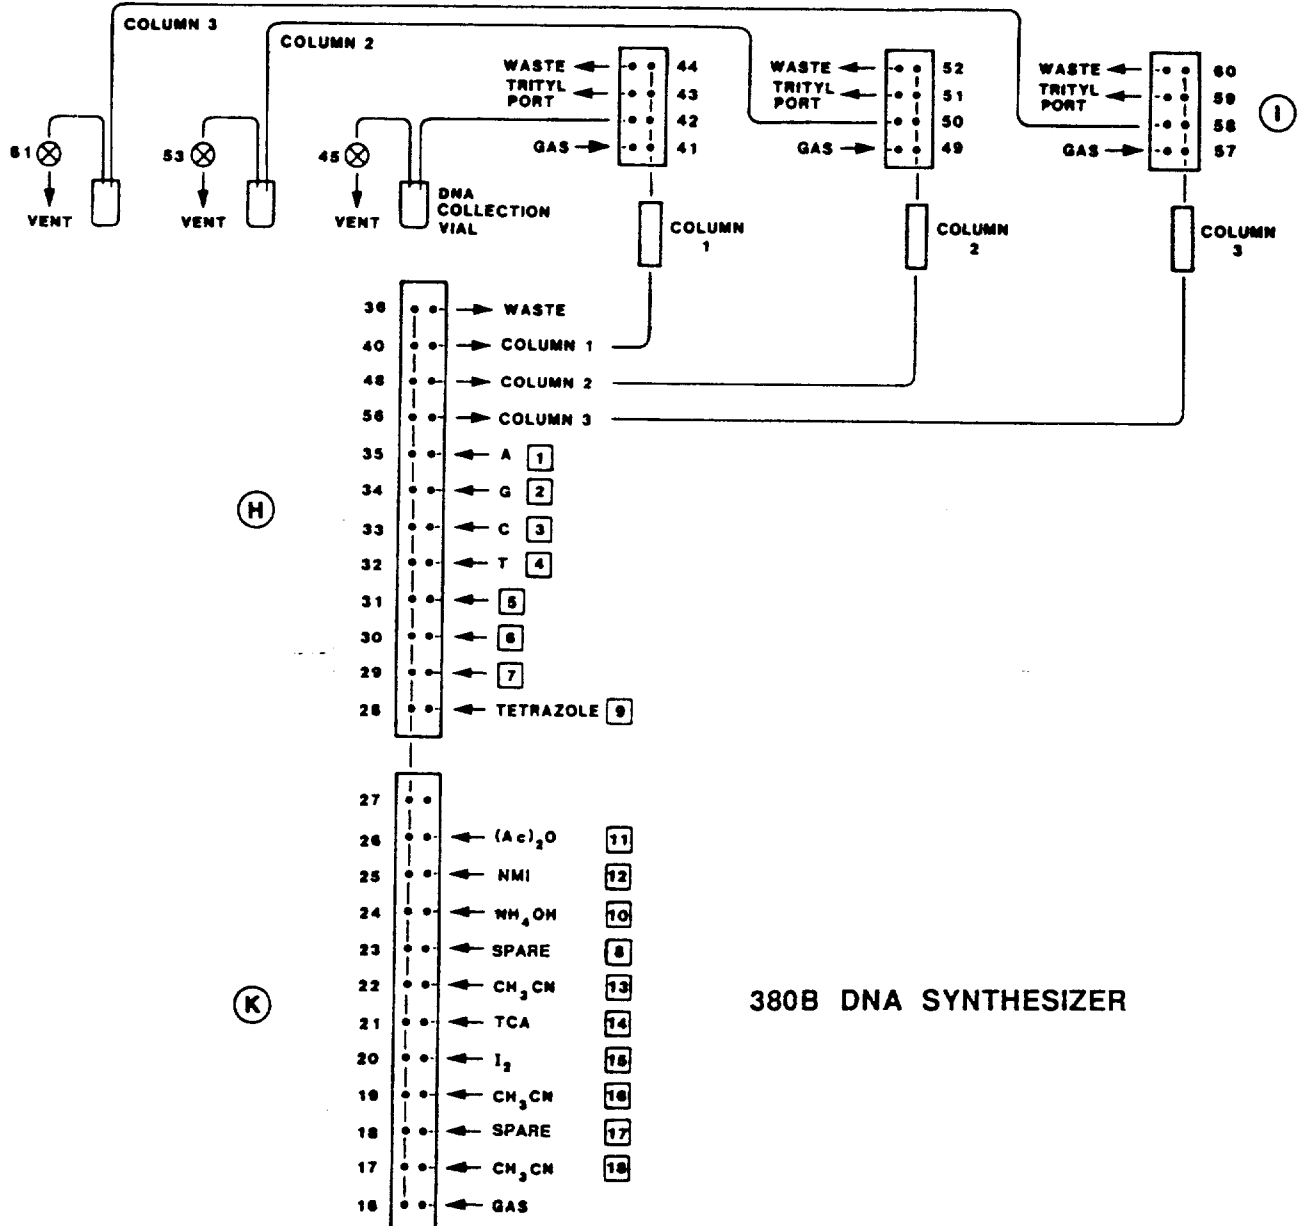 COLUMN 3
COLUMN 2
WASTE 44
TRITYL PORT 43
42
GAS 41
WASTE 52
TRITYL PORT 51
50
GAS 49
WASTE 60
TRITYL PORT 59
58
GAS 57
I
61
VENT
53
VENT
45
VENT
DNA
COLLECTION
VIAL
COLUMN
1
COLUMN
2
COLUMN
3
36 WASTE
40 COLUMN 1
48 COLUMN 2
56 COLUMN 3
35 A 1
34 G 2
H
33 C 3
32 T 4
31 5
30 6
29 7
28 TETRAZOLE 9
27
26 (Ac)₂O 11
25 NMI 12
24 NH₄OH 10
23 SPARE 8
22 CH₃CN 13
K
380B DNA SYNTHESIZER
21 TCA 14
20 I₂ 15
19 CH₃CN 16
18 SPARE 17
17 CH₃CN 18
16 GAS